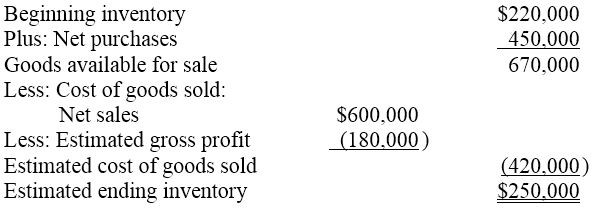 Beginning inventory $220,000
Plus: Net purchases 450,000
Goods available for sale 670,000
Less: Cost of goods sold:
Net sales $600,000
Less: Estimated gross profit (180,000)
Estimated cost of goods sold (420,000)
Estimated ending inventory $250,000